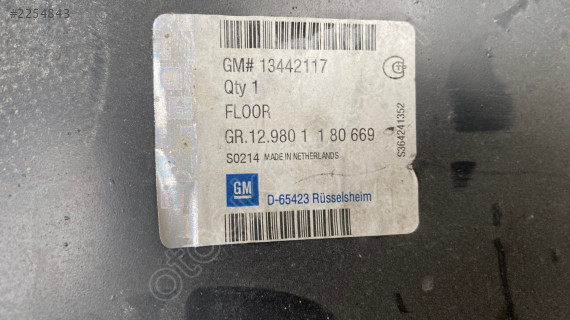 #2254843
GM# 13442117
Qty 1
FLOOR
GR.12.980 1 1 80 669
S0214 MADE IN NETHERLANDS
GM
D-65423 Rüsselsheim
S364241352